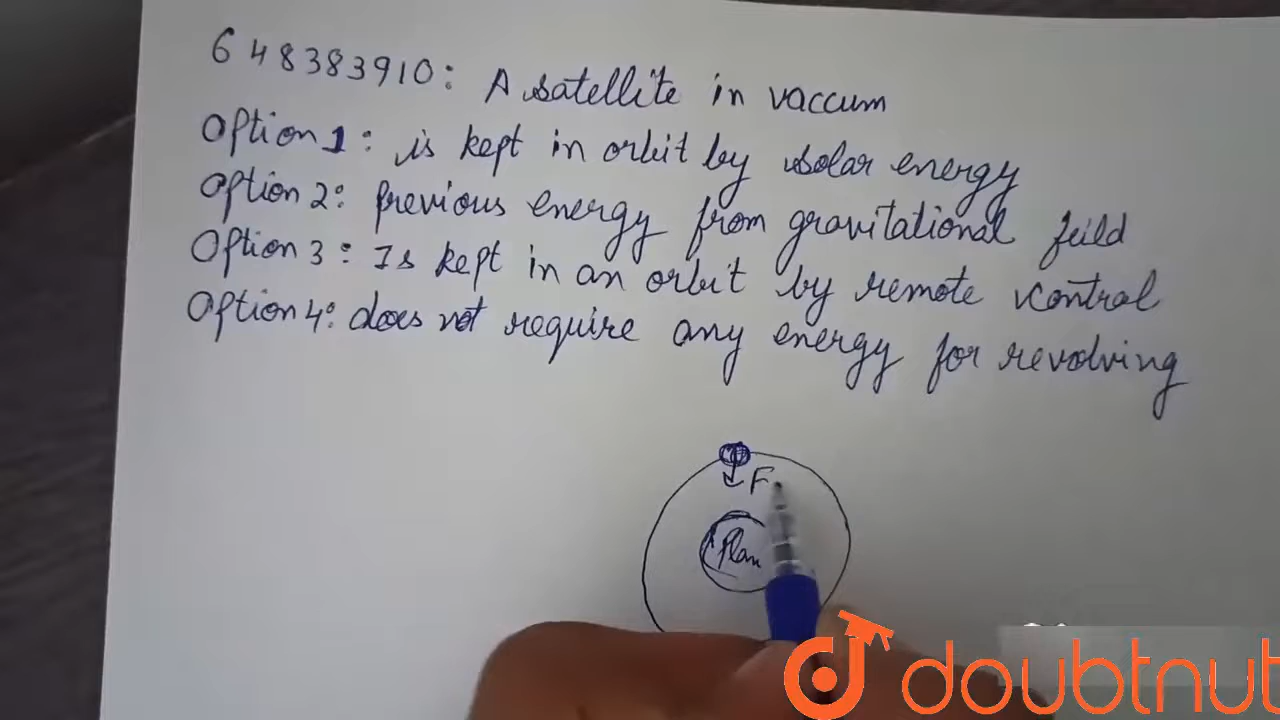 648383910: A satellite in vaccum
Option 1: is kept in orbit by solar energy
Option 2: previous energy from gravitational feild
Option 3: Is kept in an orbit by remote control
Option 4: does not require any energy for revolving
F
Plan
doubtnut